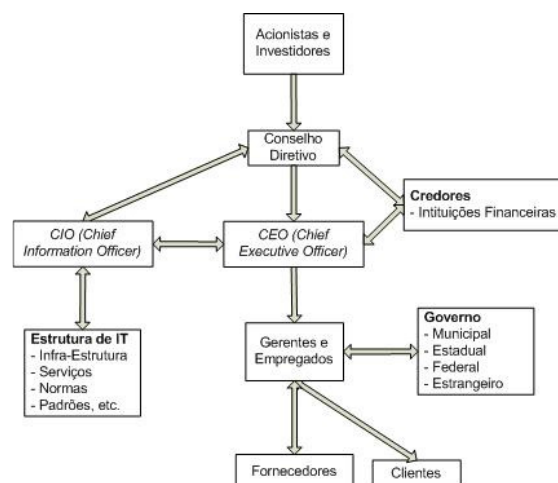 Acionistas e
Investidores
Conselho
Diretivo
Credores
- Intituições Financeiras
CIO (Chief
Information Officer)
CEO (Chief
Executive Officer)
Estrutura de IT
- Infra-Estrutura
- Serviços
- Normas
- Padrões, etc.
Gerentes e
Empregados
Governo
- Municipal
- Estadual
- Federal
- Estrangeiro
Fornecedores
Clientes